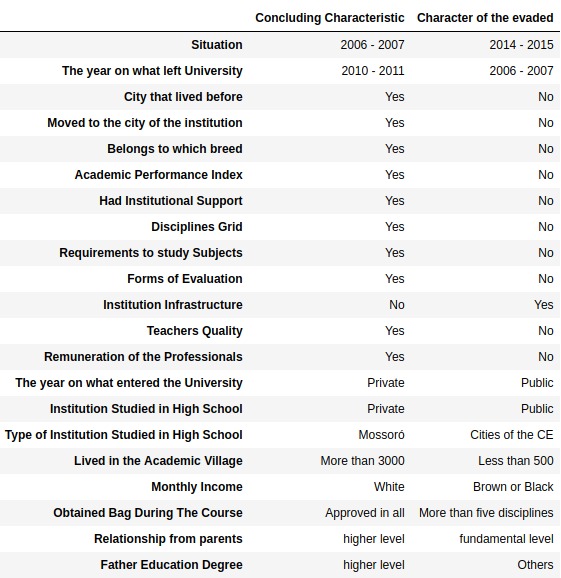 Concluding Characteristic Character of the evaded
Situation 2006 - 2007 2014 - 2015
The year on what left University 2010 - 2011 2006 - 2007
City that lived before Yes No
Moved to the city of the institution Yes No
Belongs to which breed Yes No
Academic Performance Index Yes No
Had Institutional Support Yes No
Disciplines Grid Yes No
Requirements to study Subjects Yes No
Forms of Evaluation Yes No
Institution Infrastructure No Yes
Teachers Quality Yes No
Remuneration of the Professionals Yes No
The year on what entered the University Private Public
Institution Studied in High School Private Public
Type of Institution Studied in High School Mossoró Cities of the CE
Lived in the Academic Village More than 3000 Less than 500
Monthly Income White Brown or Black
Obtained Bag During The Course Approved in all More than five disciplines
Relationship from parents higher level fundamental level
Father Education Degree higher level Others